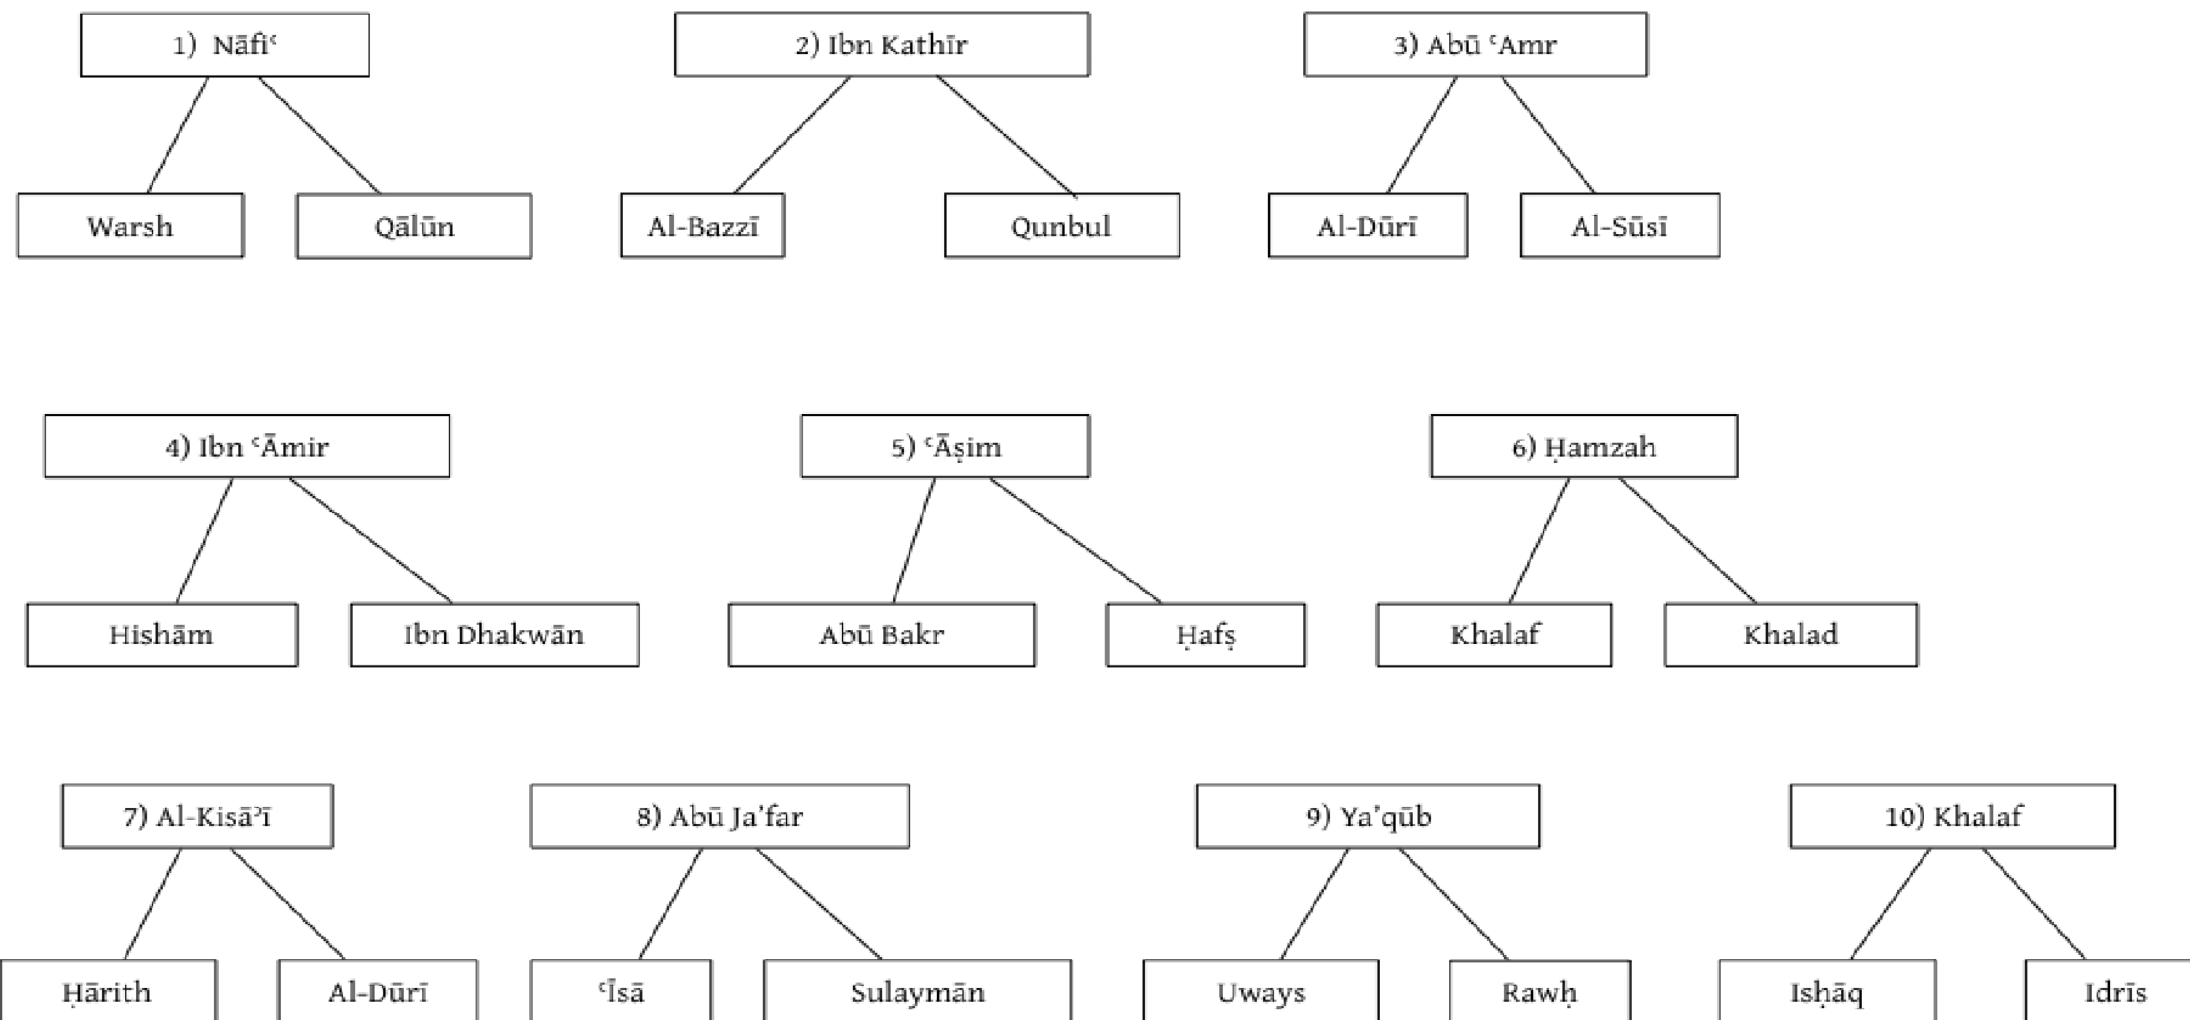 1) Nāfiʿ
2) Ibn Kathīr
3) Abū ʿAmr
Warsh
Qālūn
Al-Bazzī
Qunbul
Al-Dūrī
Al-Sūsī
4) Ibn ʿĀmir
5) ʿĀṣim
6) Ḥamzah
Hishām
Ibn Dhakwān
Abū Bakr
Ḥafṣ
Khalaf
Khalad
7) Al-Kisāʾī
8) Abū Ja’far
9) Ya’qūb
10) Khalaf
Ḥārith
Al-Dūrī
ʿĪsā
Sulaymān
Uways
Rawḥ
Isḥāq
Idrīs